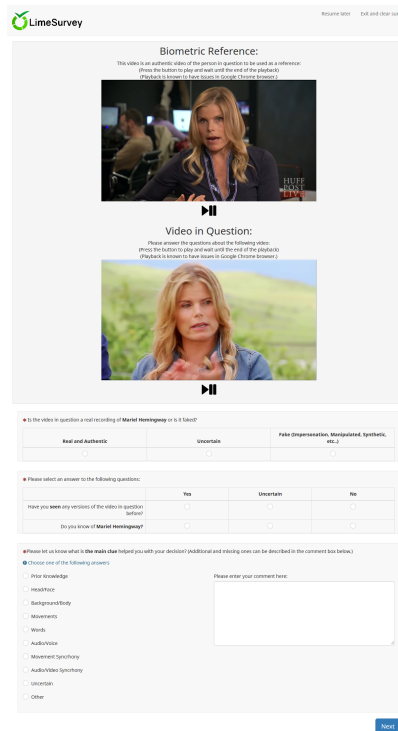 Resume later Exit and clear sur
LimeSurvey
Biometric Reference:
This video is an authentic video of the person in question to be used as a reference:
(Press the button to play and wait until the end of the playback)
(Playback is known to have issues in Google Chrome browser.)
HUFF
POST
LIVE
Video in Question:
Please answer the questions about the following video:
(Press the button to play and wait until the end of the playback)
(Playback is known to have issues in Google Chrome browser.)
Is the video in question a real recording of Mariel Hemingway or is it faked?
Real and Authentic Uncertain Fake (Impersonation, Manipulated, Synthetic,
etc..)
Please select an answer to the following questions:
Yes Uncertain No
Have you seen any versions of the video in question
before?
Do you know of Mariel Hemingway?
Please let us know what is the main clue helped you with your decision? (Additional and missing ones can be described in the comment box below.)
Choose one of the following answers
Prior Knowledge Please enter your comment here:
Head/Face
Background/Body
Movements
Words
Audio/Voice
Movement Syncrhony
Audio/Video Syncrhony
Uncertain
Other
Next